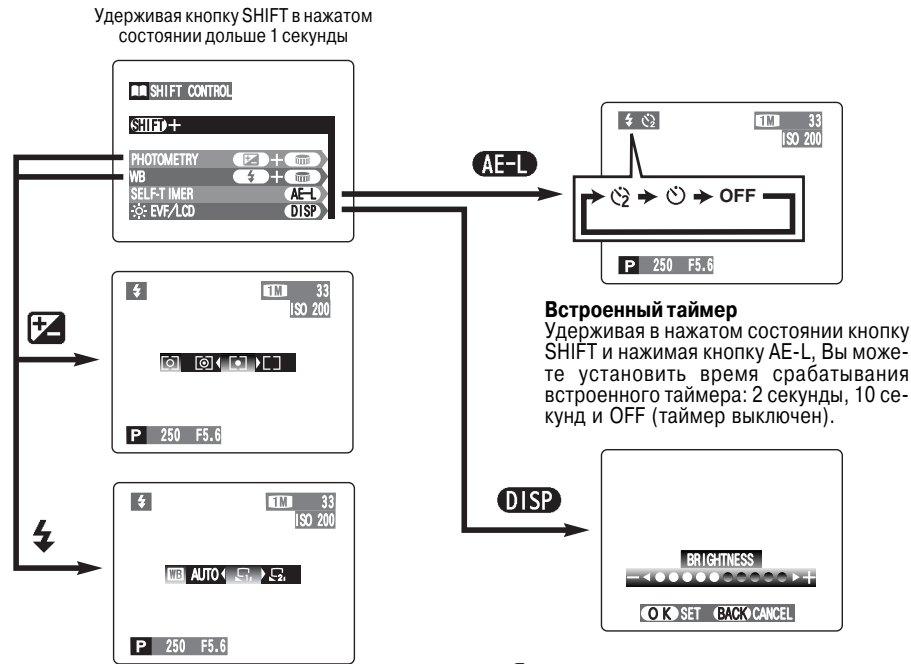 Удерживая кнопку SHIFT в нажатом
состоянии дольше 1 секунды
SHIFT CONTROL
SHIFT+
PHOTOMETRY +
WB +
SELF-TIMER AE-L
EVF/LCD DISP
AE-L
2
1M 33
ISO 200
2 OFF
P 250 F5.6
Встроенный таймер
Удерживая в нажатом состоянии кнопку
SHIFT и нажимая кнопку AE-L, Вы може-
те установить время срабатывания
встроенного таймера: 2 секунды, 10 се-
кунд и OFF (таймер выключен).
1M 33
ISO 200
P 250 F5.6
DISP
BRIGHTNESS
OK SET BACK CANCEL
1M 33
ISO 200
WB AUTO 1 2
P 250 F5.6